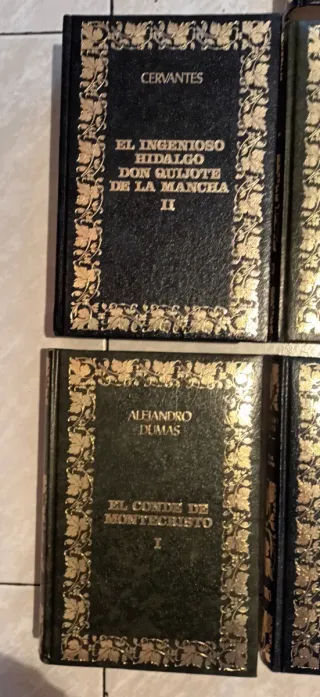 CERVANTES
EL INGENIOSO
HIDALGO
DON QUIJOTE
DE LA MANCHA
II
ALEJANDRO
DUMAS
EL CONDE DE
MONTECRISTO
I